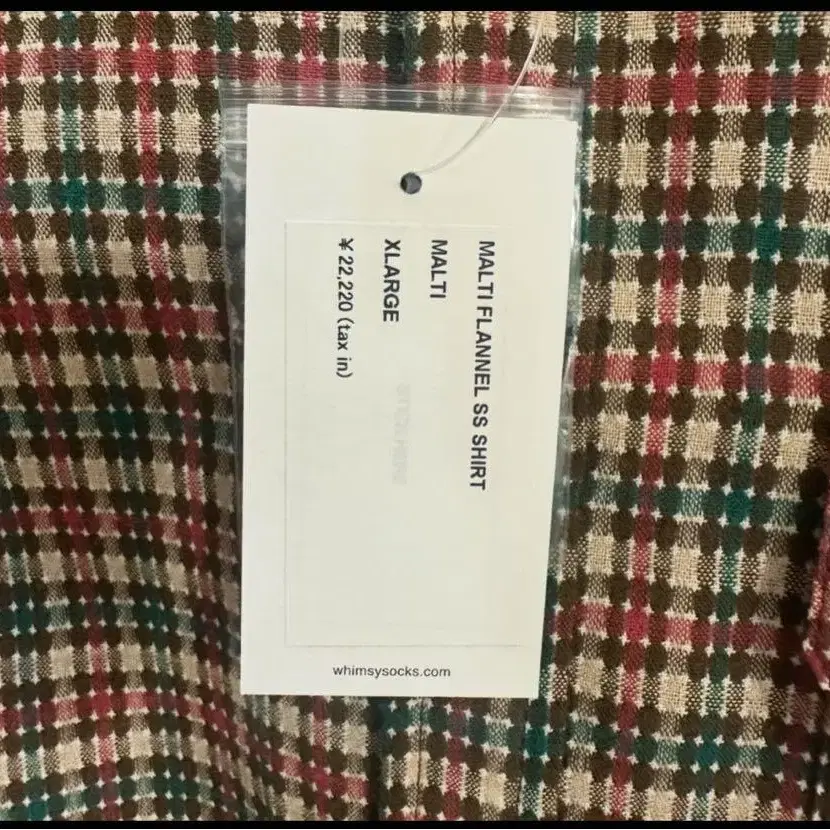 MALTI FLANNEL SS SHIRT
MALTI
XLARGE
¥ 22,220 (tax in)
whimsysocks.com